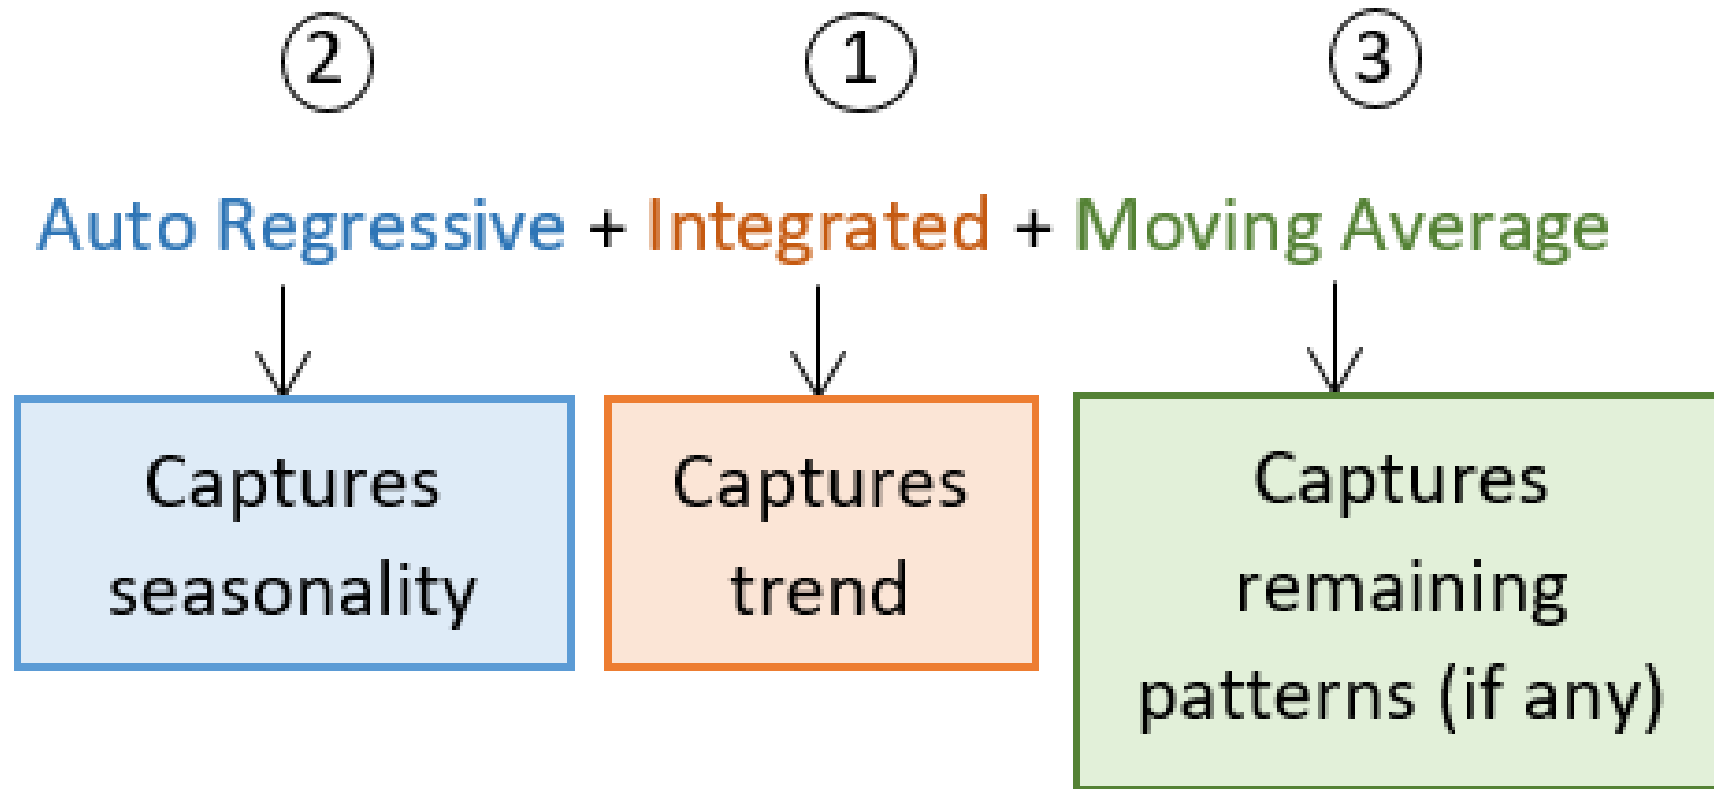 2 1 3
Auto Regressive + Integrated + Moving Average
Captures
seasonality
Captures
trend
Captures
remaining
patterns (if any)